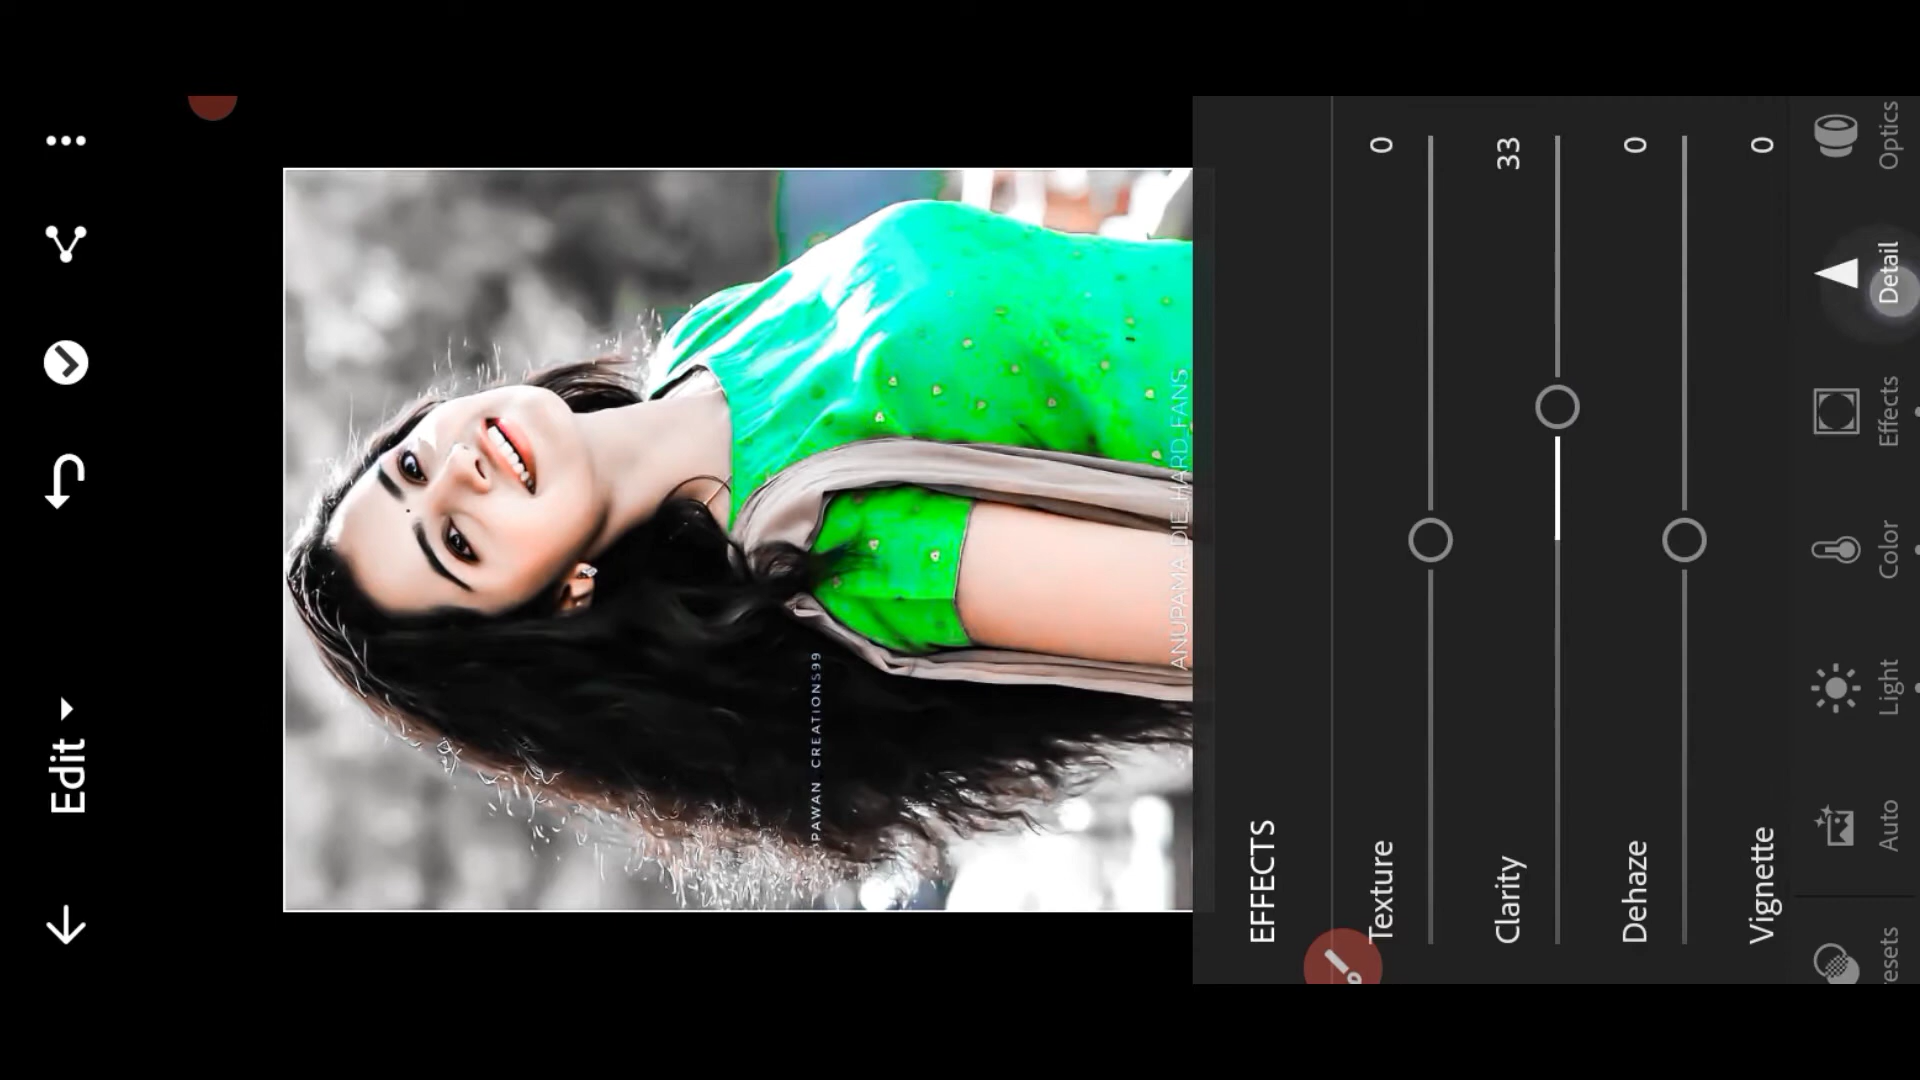 Edit
PAWAN CREATIONS99
ANUPAMA_DIE_HARD_FANS
EFFECTS
Texture 0
Clarity 33
Dehaze 0
Vignette 0
esets
Auto
Light
Color
Effects
Detail
Optics